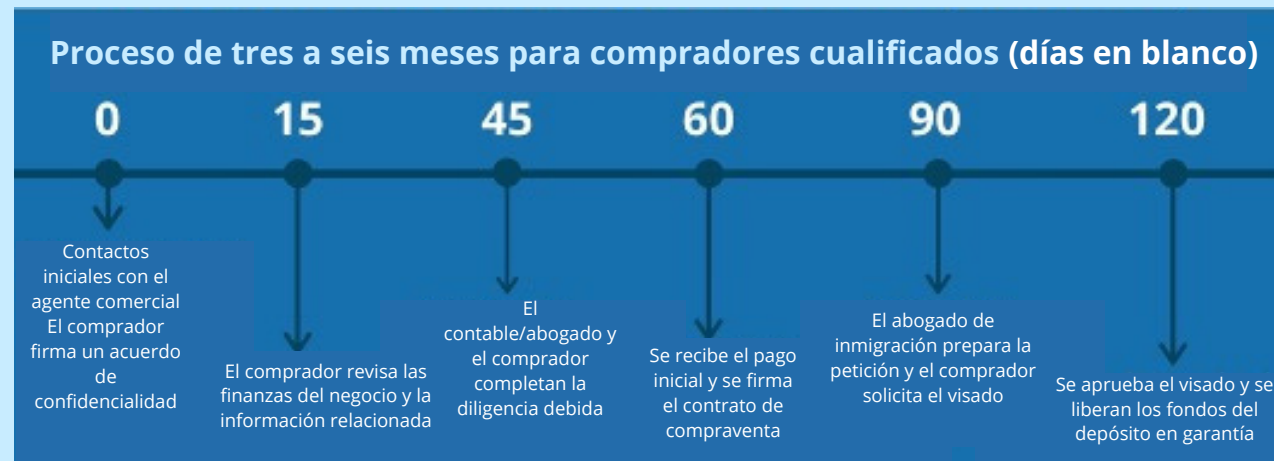 Proceso de tres a seis meses para compradores cualificados (días en blanco)
0
15
45
60
90
120
Contactos
iniciales con el
agente comercial
El comprador
firma un acuerdo
de
confidencialidad
El comprador revisa las
finanzas del negocio y la
información relacionada
El
contable/abogado y
el comprador
completan la
diligencia debida
Se recibe el pago
inicial y se firma
el contrato de
compraventa
El abogado de
inmigración prepara la
petición y el comprador
solicita el visado
Se aprueba el visado y se
liberan los fondos del
depósito en garantía